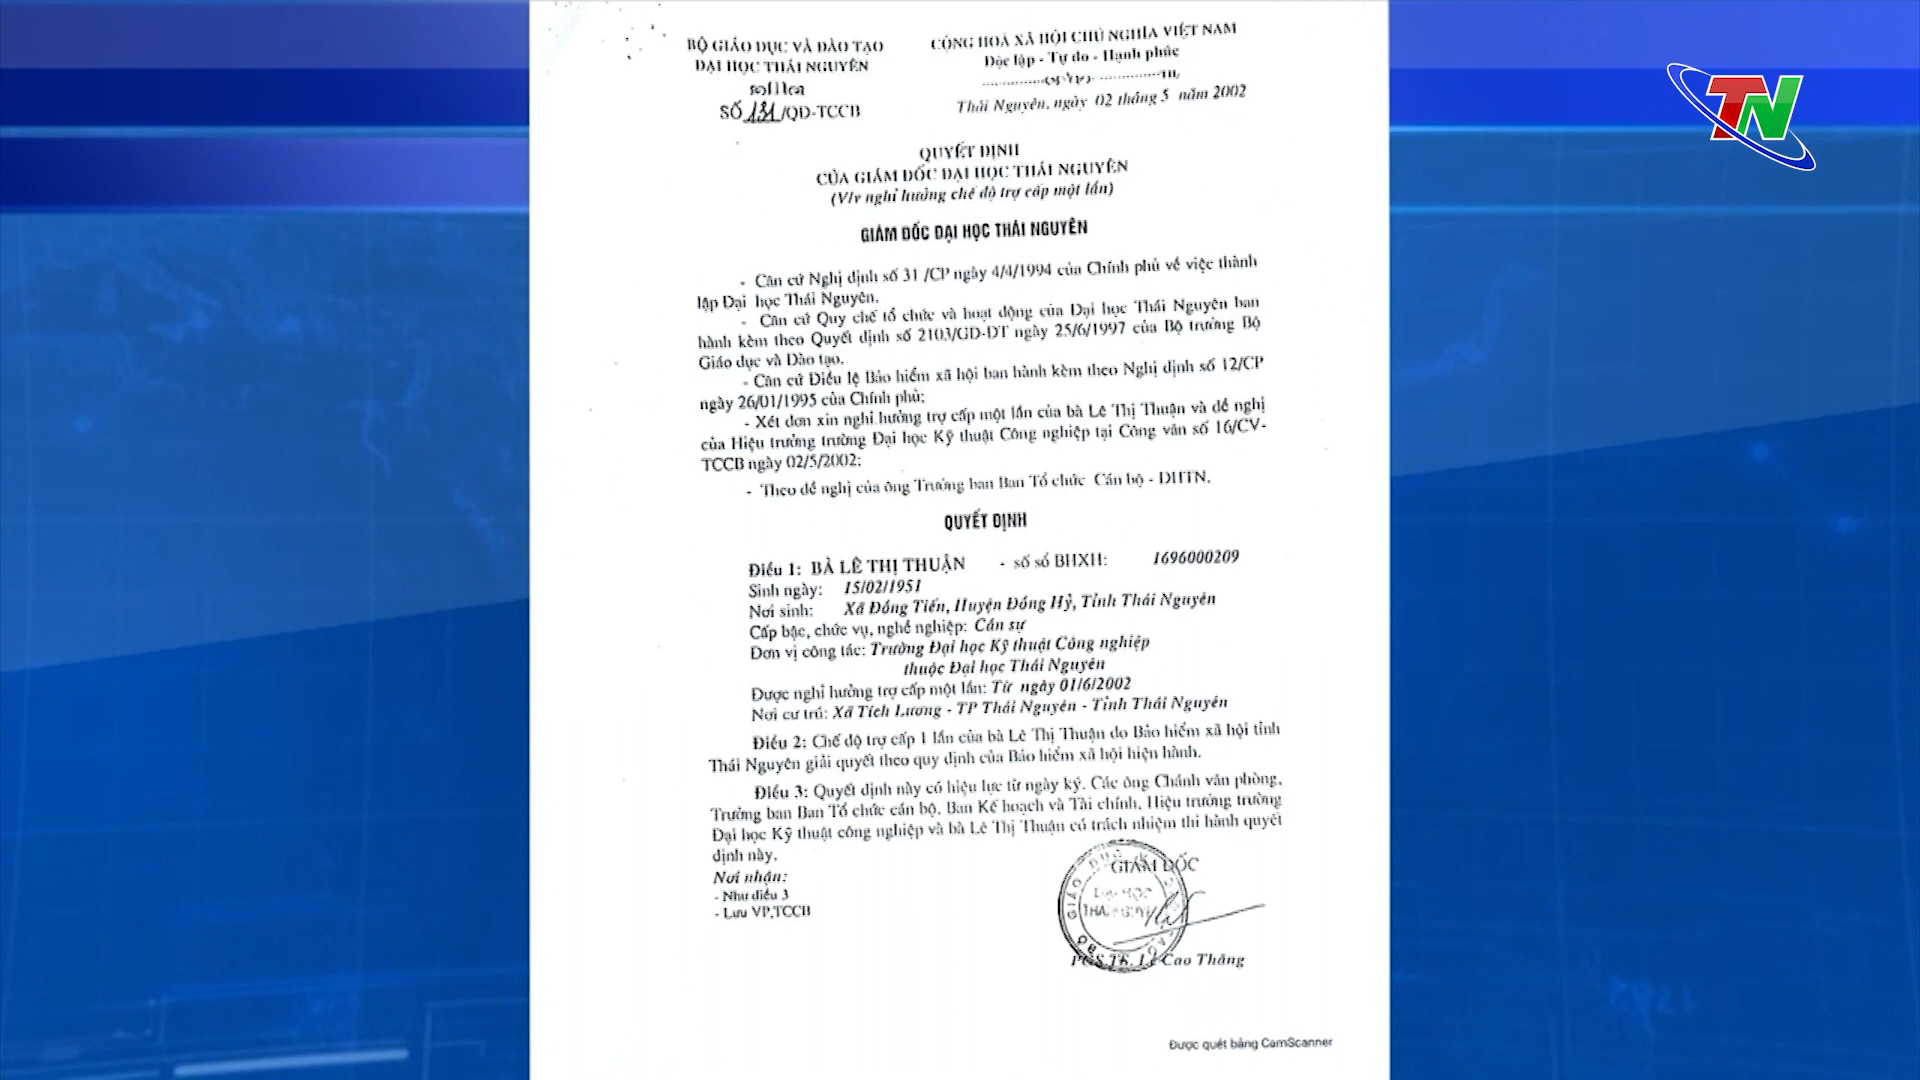 BỘ GIÁO DỤC VÀ ĐÀO TẠO
ĐẠI HỌC THÁI NGUYÊN
SỐ 131/QD-TCCB
CỘNG HOÀ XÃ HỘI CHỦ NGHĨA VIỆT NAM
Độc lập - Tự do - Hạnh phúc
Thái Nguyên, ngày 02 tháng 5 năm 2002
TN
QUYẾT ĐỊNH
CỦA GIÁM ĐỐC ĐẠI HỌC THÁI NGUYÊN
(V/v nghỉ hưởng chế độ trợ cấp một lần)
GIÁM ĐỐC ĐẠI HỌC THÁI NGUYÊN
- Căn cứ Nghị định số 31 /CP ngày 4/4/1994 của Chính phủ về việc thành
lập Đại học Thái Nguyên.
- Căn cứ Quy chế tổ chức và hoạt động của Đại học Thái Nguyên ban
hành kèm theo Quyết định số 2103/GD-DT ngày 25/6/1997 của Bộ trưởng Bộ
Giáo dục và Đào tạo.
- Căn cứ Điều lệ Bảo hiểm xã hội ban hành kèm theo Nghị định số 12/CP
ngày 26/01/1995 của Chính phủ;
- Xét đơn xin nghỉ hưởng trợ cấp một lần của bà Lê Thị Thuận và đề nghị
của Hiệu trưởng trường Đại học Kỹ thuật Công nghiệp tại Công văn số 16/CV-
TCCB ngày 02/5/2002;
- Theo đề nghị của ông Trưởng ban Ban Tổ chức Cán bộ - ĐHTN.
QUYẾT ĐỊNH
Điều 1: BÀ LÊ THỊ THUẬN - số sổ BHXH: 1696000209
Sinh ngày: 15/02/1951
Nơi sinh: Xã Đồng Tiến, Huyện Đồng Hỷ, Tỉnh Thái Nguyên
Cấp bậc, chức vụ, nghề nghiệp: Cán sự
Đơn vị công tác: Trường Đại học Kỹ thuật Công nghiệp
thuộc Đại học Thái Nguyên
Được nghỉ hưởng trợ cấp một lần: Từ ngày 01/6/2002
Nơi cư trú: Xã Tích Lương - TP Thái Nguyên - Tỉnh Thái Nguyên
Điều 2: Chế độ trợ cấp 1 lần của bà Lê Thị Thuận do Bảo hiểm xã hội tỉnh
Thái Nguyên giải quyết theo quy định của Bảo hiểm xã hội hiện hành.
Điều 3: Quyết định này có hiệu lực từ ngày ký. Các ông Chánh văn phòng,
Trưởng ban Ban Tổ chức cán bộ, Ban Kế hoạch và Tài chính, Hiệu trưởng trường
Đại học Kỹ thuật công nghiệp và bà Lê Thị Thuận có trách nhiệm thi hành quyết
định này.
Nơi nhận:
- Như điều 3
- Lưu VP,TCCB
GIÁM ĐỐC
PGS.TS. Lê Cao Thăng
Được quét bằng CamScanner